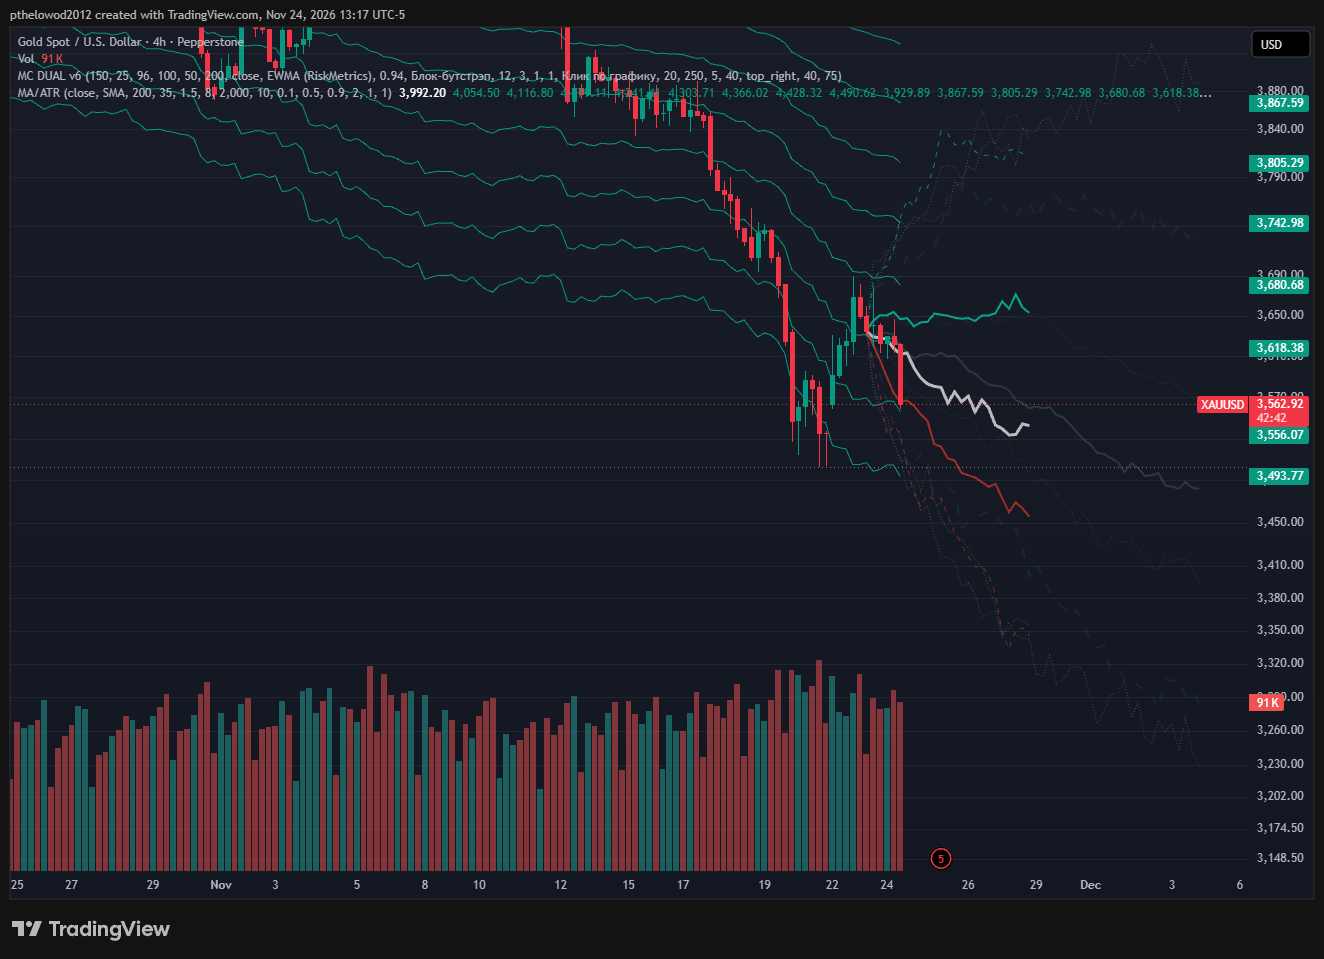 pthelowod2012 created with TradingView.com, Nov 24, 2026 13:17 UTC-5
Gold Spot / U.S. Dollar · 4h · Pepperstone
USD
Vol 91 K
MC DUAL v6 (150, 25, 96, 100, 50, 200, close, EWMA (RiskMetrics), 0.94, Блок-бутстрэп, 12, 3, 1, 1, Клик по графику, 20, 250, 5, 40, top_right, 40, 75)
MA/ATR (close, SMA, 200, 35, 1.5, 8, 2,000, 10, 0.1, 0.5, 0.9, 2, 1, 1) 3,992.20 4,054.50 4,116.80 4,303.71 4,366.02 4,428.32 4,490.62 3,929.89 3,867.59 3,805.29 3,742.98 3,680.68 3,618.38...
3,880.00
3,867.59
3,840.00
3,805.29
3,790.00
3,742.98
3,690.00
3,680.68
3,650.00
3,618.38
XAUUSD 3,562.92
42:42
3,556.07
3,493.77
3,450.00
3,410.00
3,380.00
3,350.00
3,320.00
91 K
3,260.00
3,230.00
3,202.00
3,174.50
3,148.50
5
25 27 29 Nov 3 5 8 10 12 15 17 19 22 24 26 29 Dec 3 6
TradingView